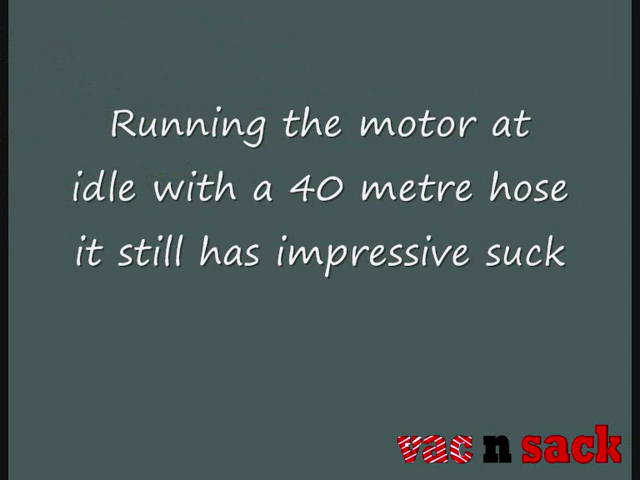 Running the motor at
idle with a 40 metre hose
it still has impressive suck
vac n sack